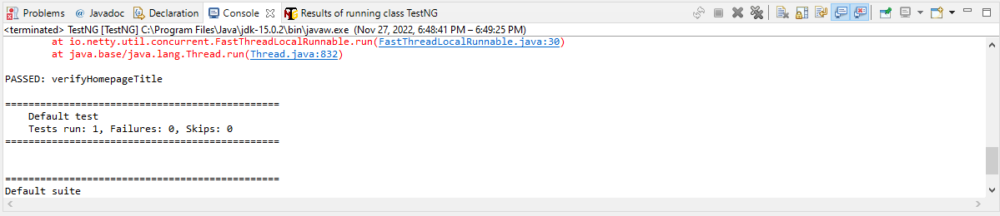 Problems @ Javadoc Declaration Console Results of running class TestNG
<terminated> TestNG [TestNG] C:\Program Files\Java\jdk-15.0.2\bin\javaw.exe (Nov 27, 2022, 6:48:41 PM – 6:49:25 PM)
at io.netty.util.concurrent.FastThreadLocalRunnable.run(FastThreadLocalRunnable.java:30)
at java.base/java.lang.Thread.run(Thread.java:832)
PASSED: verifyHomepageTitle
===============================================
Default test
Tests run: 1, Failures: 0, Skips: 0
===============================================
===============================================
Default suite